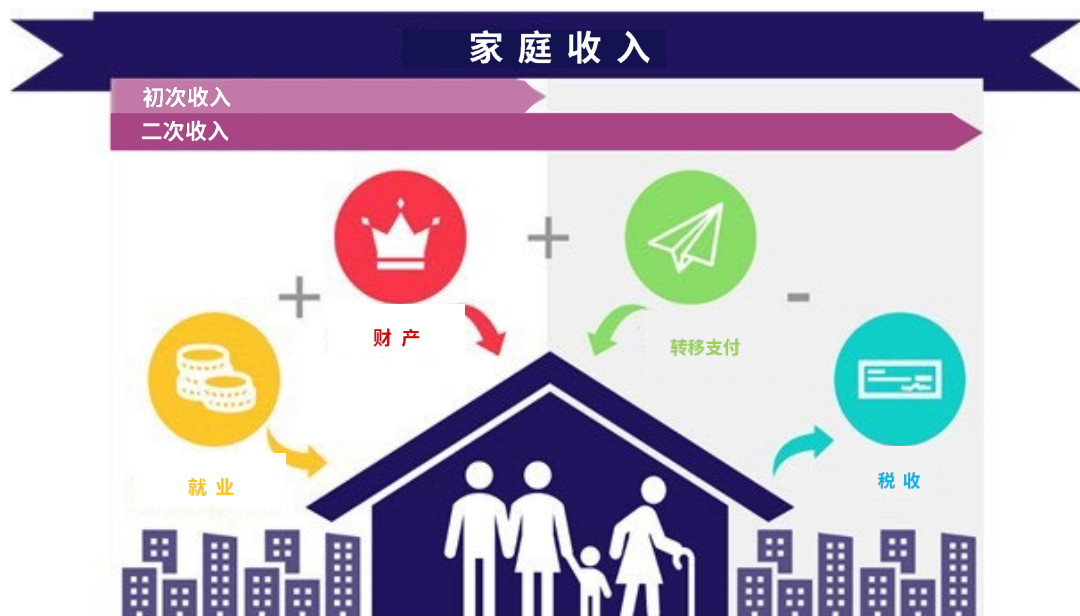 家庭收入
初次收入
二次收入
财产
转移支付
就业
税收